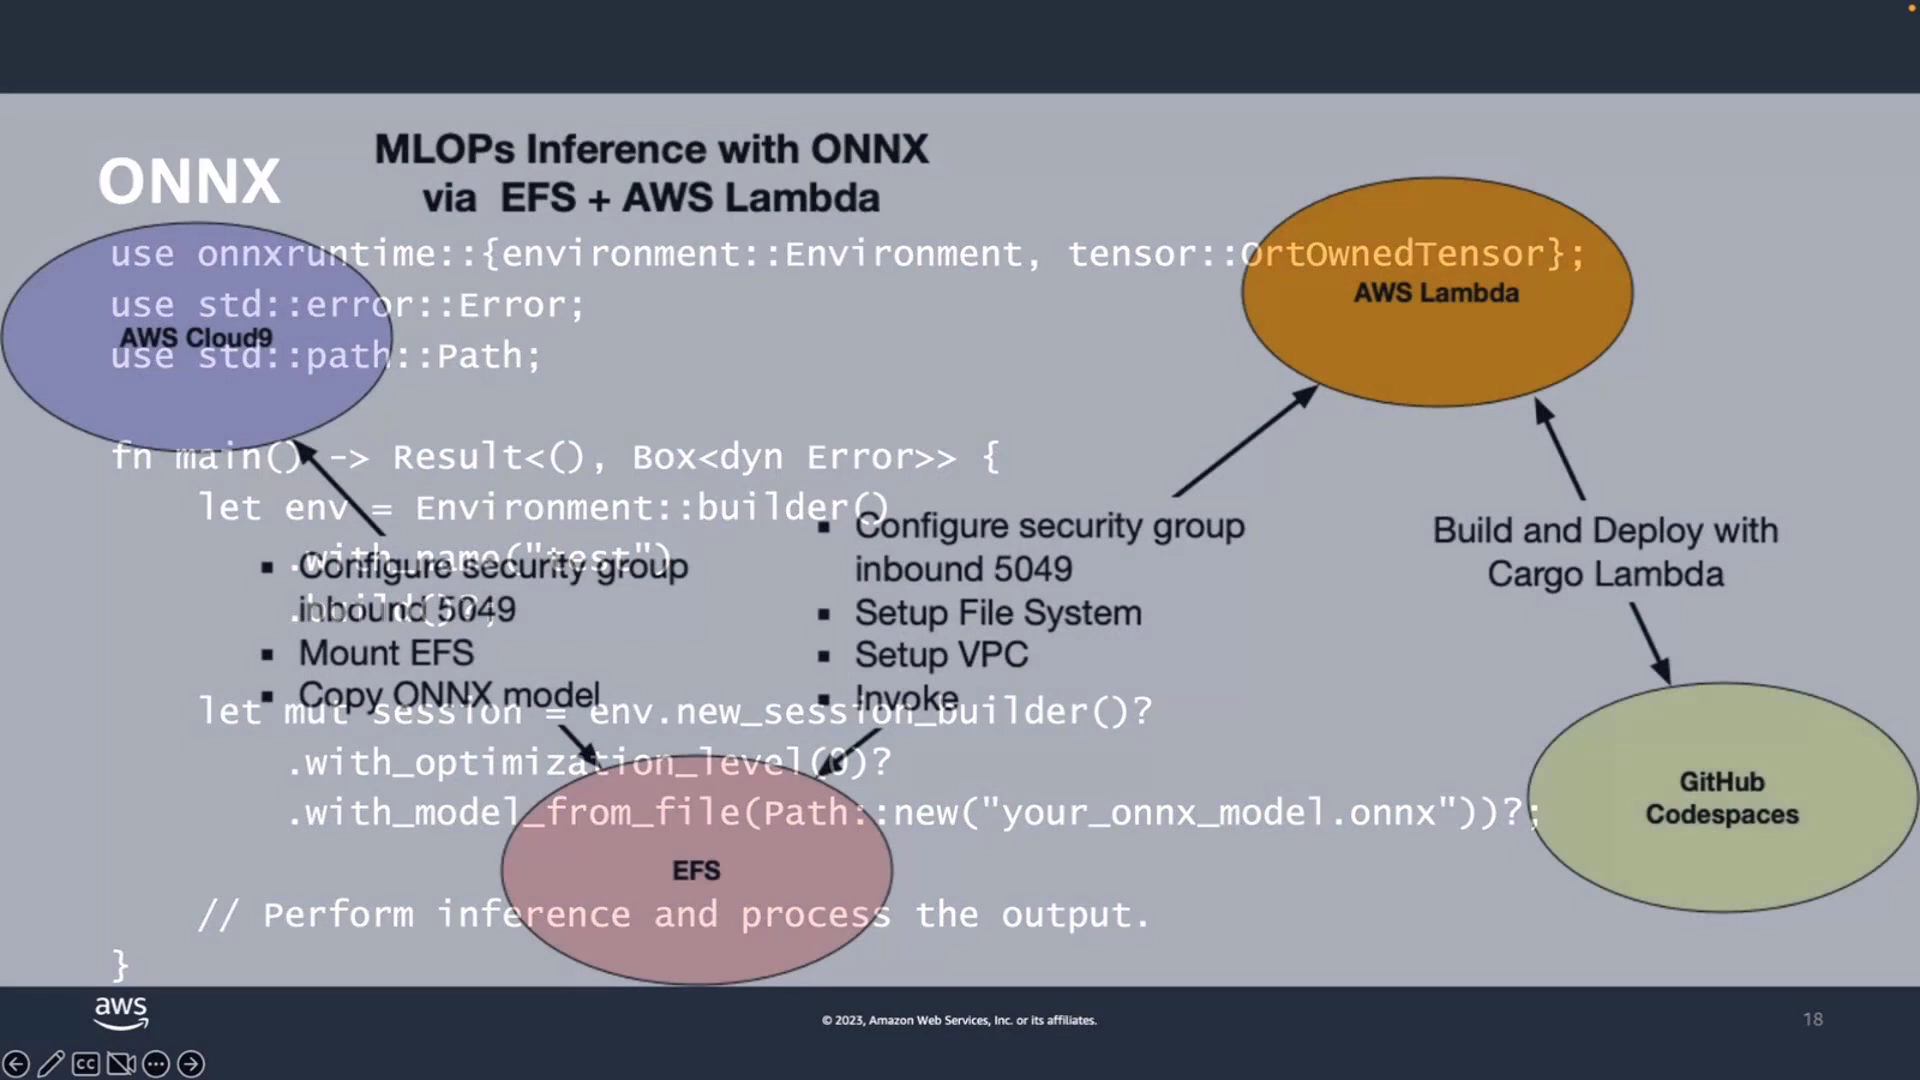 MLOPs Inference with ONNX
via EFS + AWS Lambda
ONNX
use onnxruntime::{environment::Environment, tensor::OrtOwnedTensor};
use std::error::Error;
use std::path::Path;
fn main() -> Result<(), Box<dyn Error>> {
let env = Environment::builder()
.with_name("test")
.build()?;
let mut session = env.new_session_builder()?
.with_optimization_level(0)?
.with_model_from_file(Path::new("your_onnx_model.onnx"))?;
// Perform inference and process the output.
}
AWS Cloud9
AWS Lambda
▪ Configure security group
inbound 5049
▪ Mount EFS
▪ Copy ONNX model
▪ Configure security group
inbound 5049
▪ Setup File System
▪ Setup VPC
▪ Invoke
Build and Deploy with
Cargo Lambda
EFS
GitHub
Codespaces
aws
© 2023, Amazon Web Services, Inc. or its affiliates.
18
CC